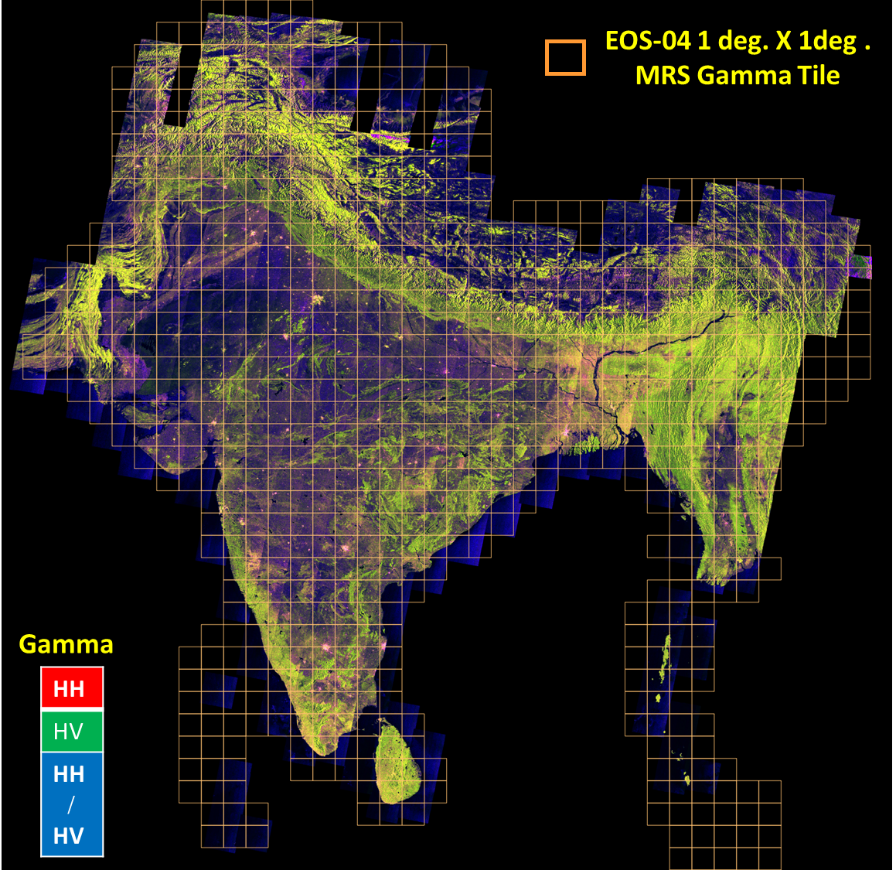 EOS-04 1 deg. X 1deg .
MRS Gamma Tile
Gamma
HH
HV
HH
/
HV